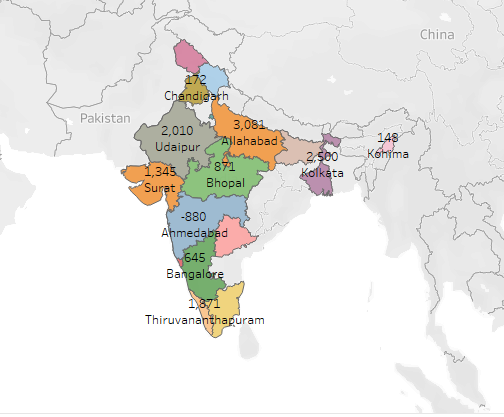 China
172
Chandigarh
Pakistan
2,010
Udaipur
3,081
Allahabad
148
Kohima
2,500
Kolkata
1,345
Surat
871
Bhopal
-880
Ahmedabad
645
Bangalore
1,871
Thiruvananthapuram